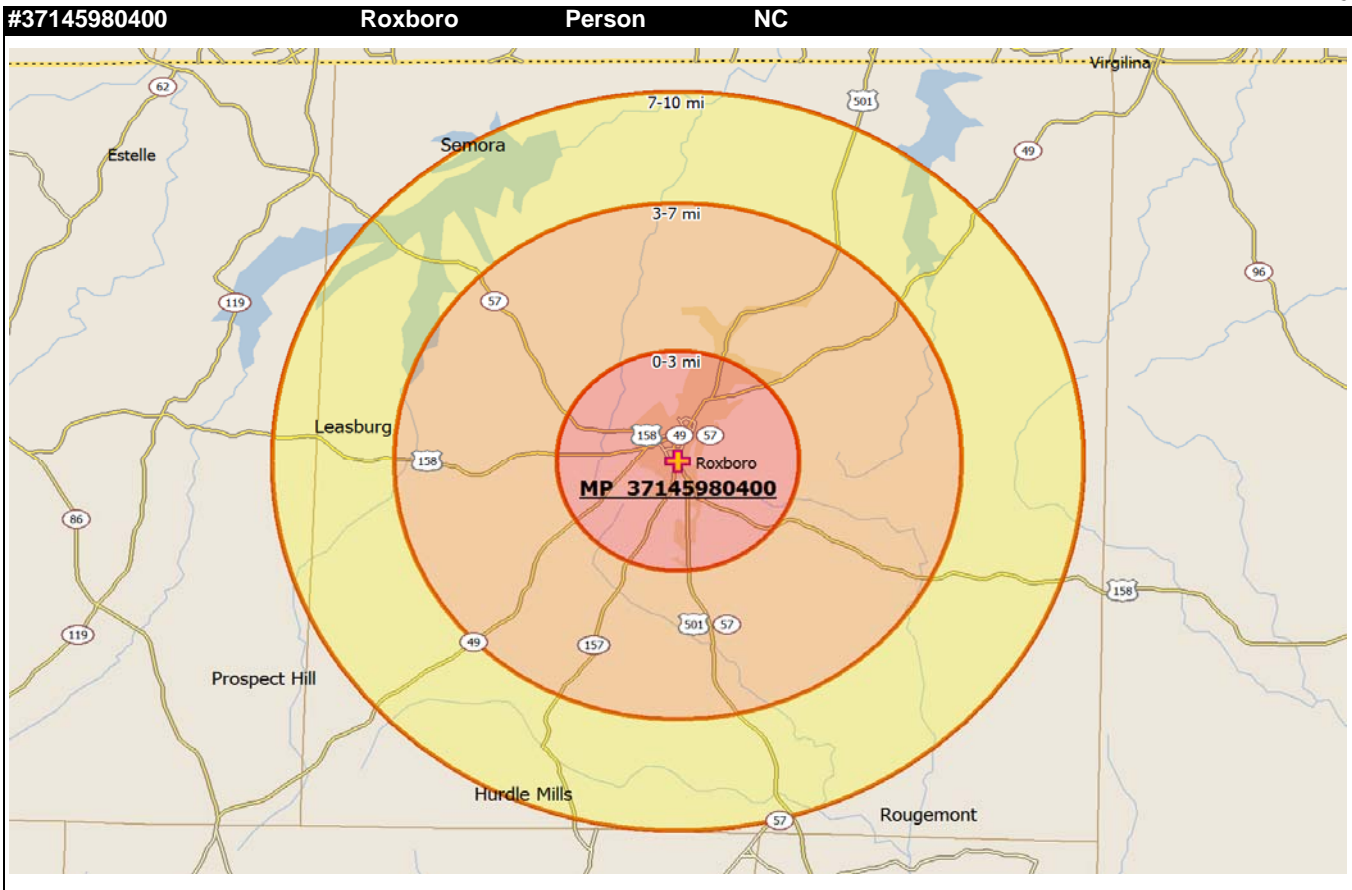 #37145980400 Roxboro Person NC
Virgilina
62
7-10 mi
501
Semora
49
Estelle
3-7 mi
96
119
57
0-3 mi
Leasburg
158 49 57
158
Roxboro
MP 37145980400
86
158
501 57
119
49
157
Prospect Hill
Hurdle Mills
Rougemont
57